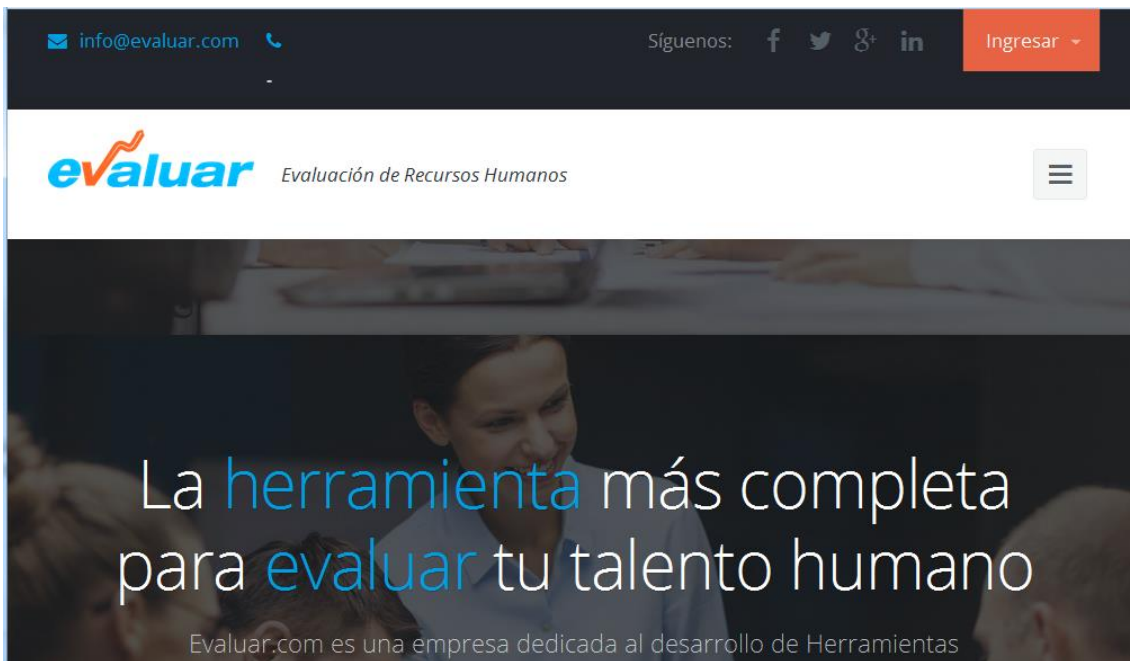 info@evaluar.com
-
Síguenos:
Ingresar
evaluar
Evaluación de Recursos Humanos
La herramienta más completa
para evaluar tu talento humano
Evaluar.com es una empresa dedicada al desarrollo de Herramientas